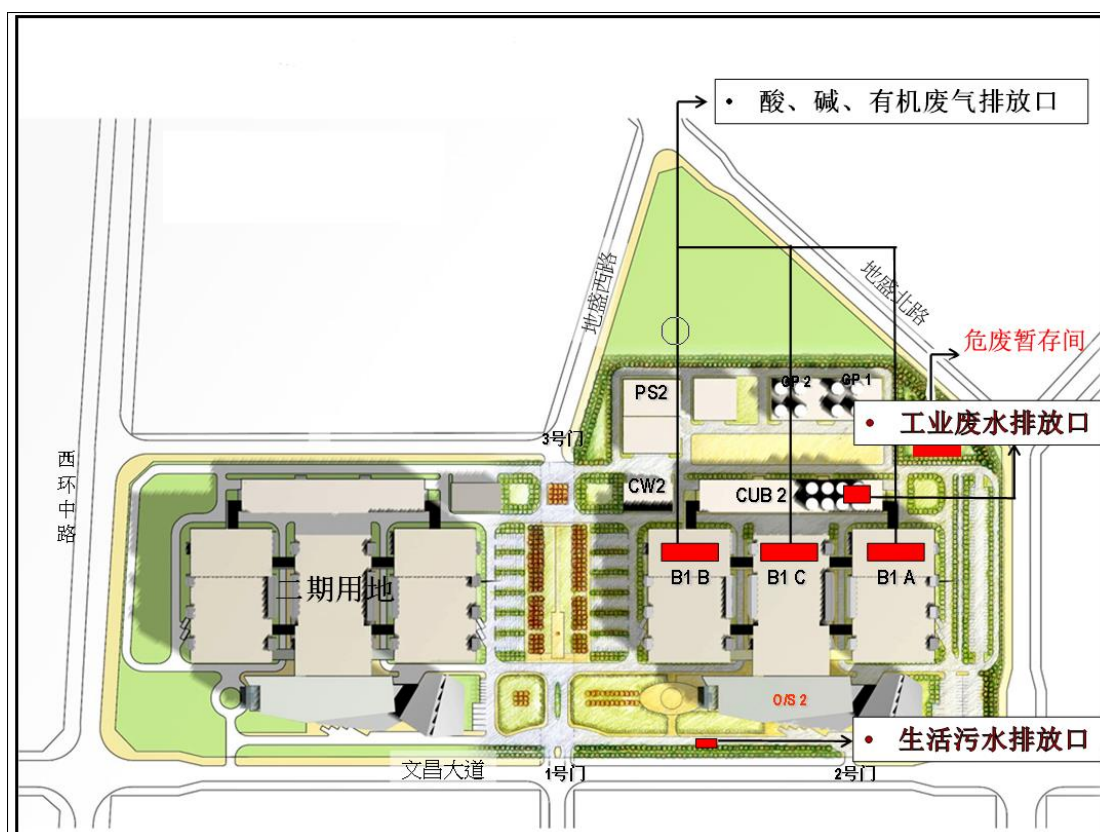 • 酸、碱、有机废气排放口
地盛西路
地盛北路
危废暂存间
GP 2
GP 1
PS2
• 工业废水排放口
3号门
西环中路
CW2
CUB 2
B1 B
B1 C
B1 A
二期用地
O/S 2
• 生活污水排放口
文昌大道
1号门
2号门